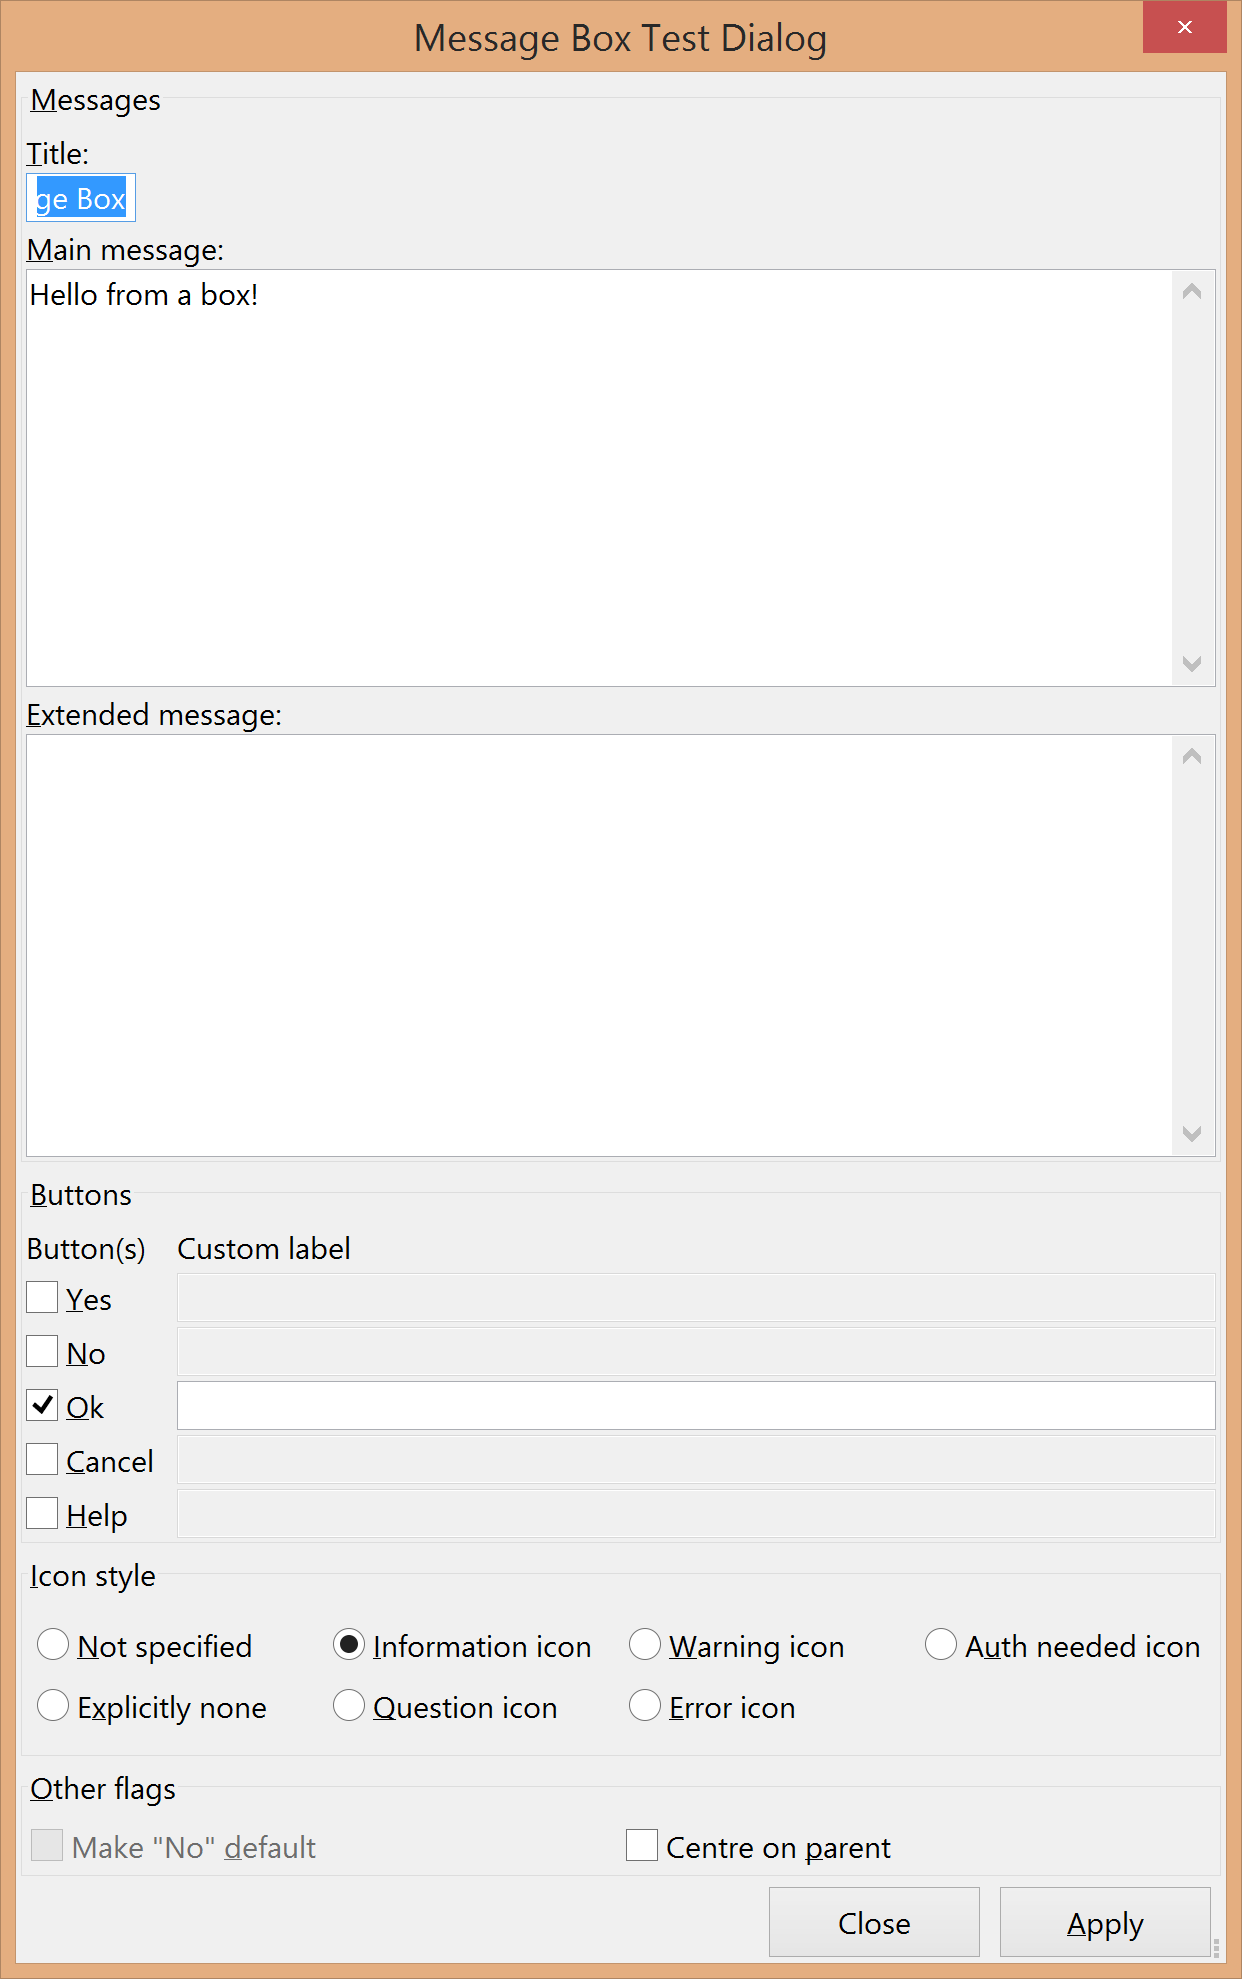 Message Box Test Dialog
Messages
Title:
ge Box
Main message:
Hello from a box!
Extended message:
Buttons
Button(s) Custom label
Yes
No
Ok
Cancel
Help
Icon style
Not specified Information icon Warning icon Auth needed icon
Explicitly none Question icon Error icon
Other flags
Make "No" default Centre on parent
Close Apply